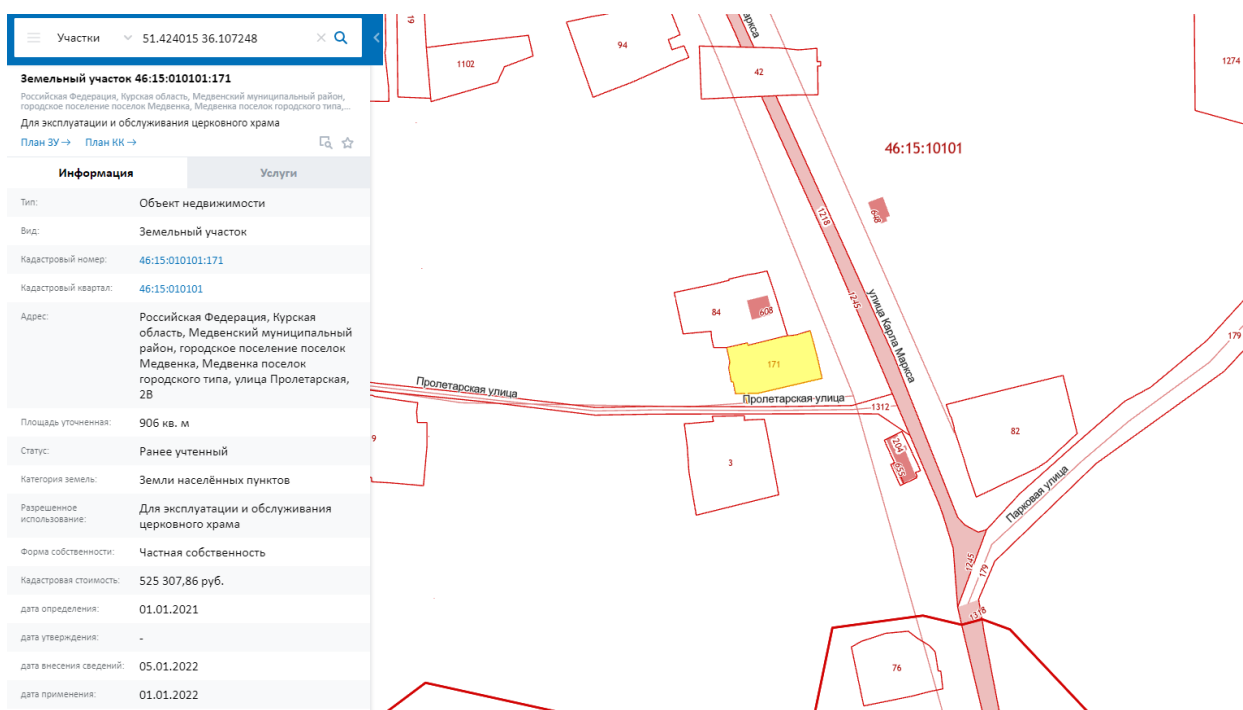 Участки 51.424015 36.107248
Земельный участок 46:15:010101:171
Российская Федерация, Курская область, Медвенский муниципальный район,
городское поселение поселок Медвенка, Медвенка поселок городского типа,...
Для эксплуатации и обслуживания церковного храма
План ЗУ → План КК →
Информация Услуги
Тип: Объект недвижимости
Вид: Земельный участок
Кадастровый номер: 46:15:010101:171
Кадастровый квартал: 46:15:010101
Адрес: Российская Федерация, Курская
область, Медвенский муниципальный
район, городское поселение поселок
Медвенка, Медвенка поселок
городского типа, улица Пролетарская,
2В
Площадь уточненная: 906 кв. м
Статус: Ранее учтенный
Категория земель: Земли населённых пунктов
Разрешенное
использование:
Для эксплуатации и обслуживания
церковного храма
Форма собственности: Частная собственность
Кадастровая стоимость: 525 307,86 руб.
дата определения: 01.01.2021
дата утверждения: -
дата внесения сведений: 05.01.2022
дата применения: 01.01.2022
19
1102
94
Маркса
42
1274
46:15:10101
1218
648
84
608
1245
улица Карла Маркса
171
179
Пролетарская улица
Пролетарская улица
1312
9
3
204
655
82
Парковая улица
1245
179
1318
76